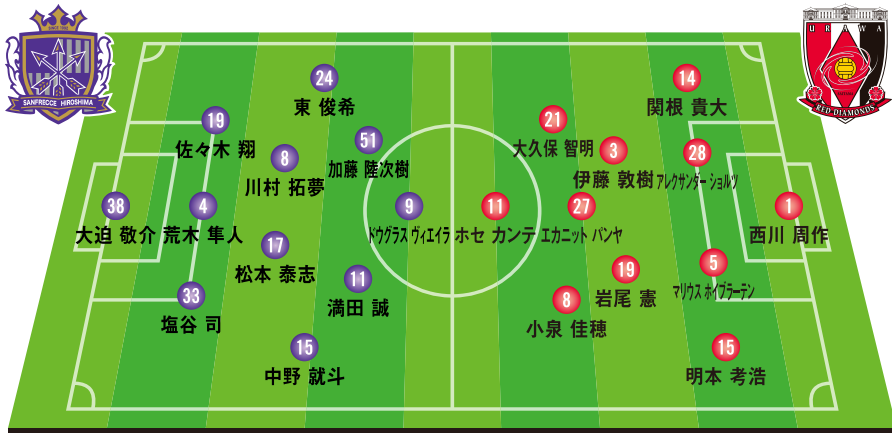 SINCE 1992
SANFRECCE HIROSHIMA
URAWA
RED DIAMONDS
24
東 俊希
19
佐々木 翔
8
川村 拓夢
51
加藤 陸次樹
38
大迫 敬介
4
荒木 隼人
9
ドウグラス ヴィエイラ
17
松本 泰志
33
塩谷 司
11
満田 誠
15
中野 就斗
14
関根 貴大
21
大久保 智明
3
伊藤 敦樹
28
アレクサンダー ショルツ
11
ホセ カンテ
27
エカニット パンヤ
1
西川 周作
19
岩尾 憲
5
マリウス ホイブラーテン
8
小泉 佳穂
15
明本 考浩